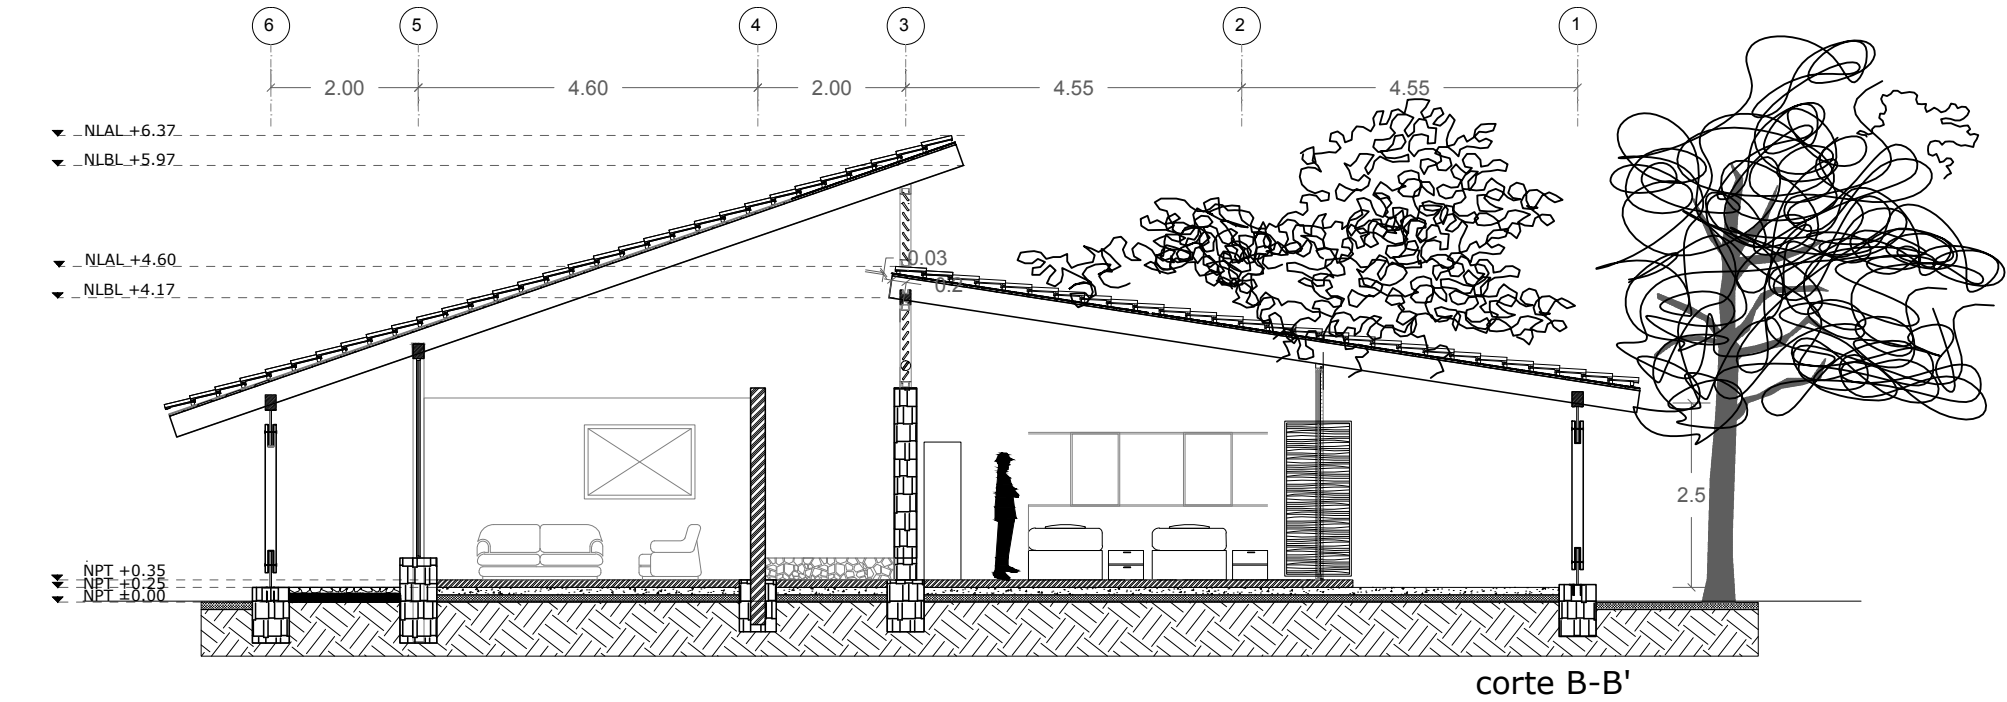 6 5 4 3 2 1
2.00 4.60 2.00 4.55 4.55
NLAL +6.37
NLBL +5.97
NLAL +4.60
0.03
0.2
NLBL +4.17
2.5
NPT +0.35
NPT +0.25
NPT ±0.00
corte B-B'